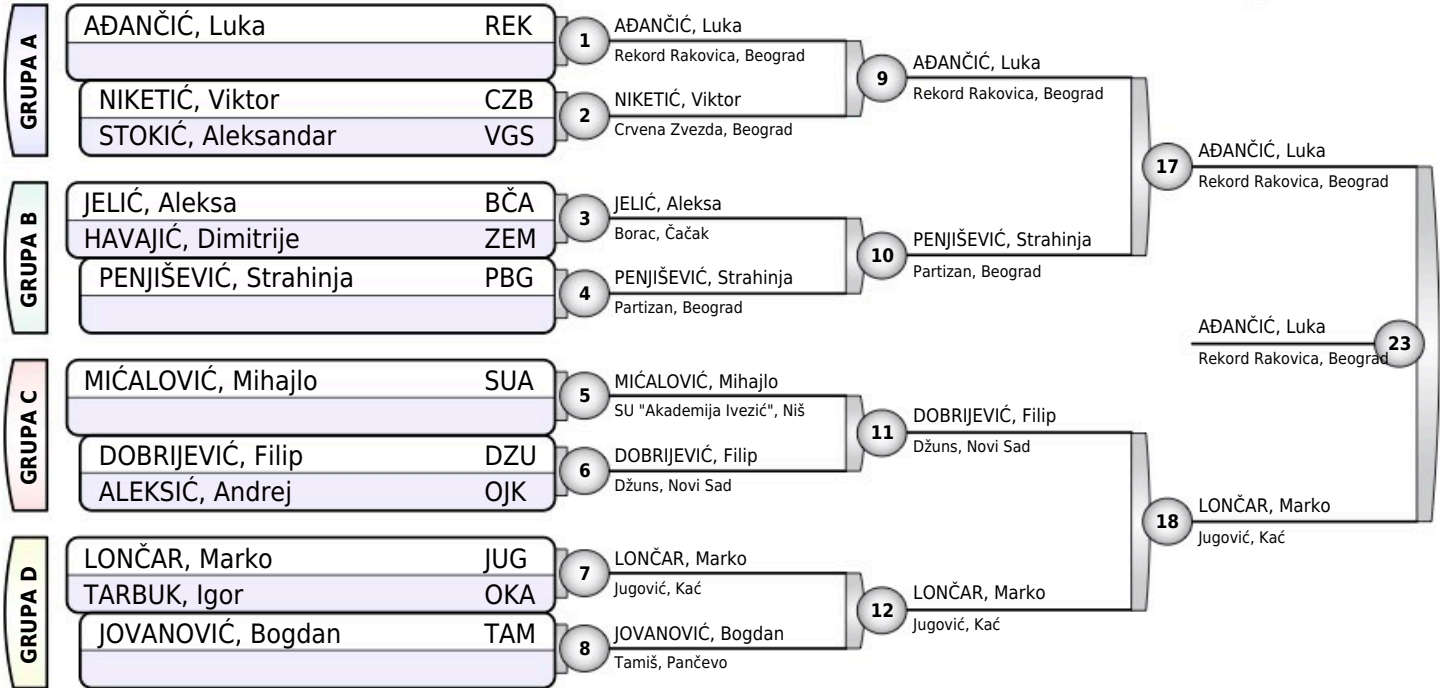 GRUPA A
AĐANČIĆ, Luka REK
NIKETIĆ, Viktor CZB
STOKIĆ, Aleksandar VGS
GRUPA B
JELIĆ, Aleksa BČA
HAVAJIĆ, Dimitrije ZEM
PENJIŠEVIĆ, Strahinja PBG
GRUPA C
MIĆALOVIĆ, Mihajlo SUA
DOBRIJEVIĆ, Filip DZU
ALEKSIĆ, Andrej OJK
GRUPA D
LONČAR, Marko JUG
TARBUK, Igor OKA
JOVANOVIĆ, Bogdan TAM
1
AĐANČIĆ, Luka
Rekord Rakovica, Beograd
2
NIKETIĆ, Viktor
Crvena Zvezda, Beograd
3
JELIĆ, Aleksa
Borac, Čačak
4
PENJIŠEVIĆ, Strahinja
Partizan, Beograd
5
MIĆALOVIĆ, Mihajlo
SU "Akademija Ivezić", Niš
6
DOBRIJEVIĆ, Filip
Džuns, Novi Sad
7
LONČAR, Marko
Jugović, Kać
8
JOVANOVIĆ, Bogdan
Tamiš, Pančevo
9
AĐANČIĆ, Luka
Rekord Rakovica, Beograd
10
PENJIŠEVIĆ, Strahinja
Partizan, Beograd
11
DOBRIJEVIĆ, Filip
Džuns, Novi Sad
12
LONČAR, Marko
Jugović, Kać
17
AĐANČIĆ, Luka
Rekord Rakovica, Beograd
18
LONČAR, Marko
Jugović, Kać
AĐANČIĆ, Luka
Rekord Rakovica, Beograd
23